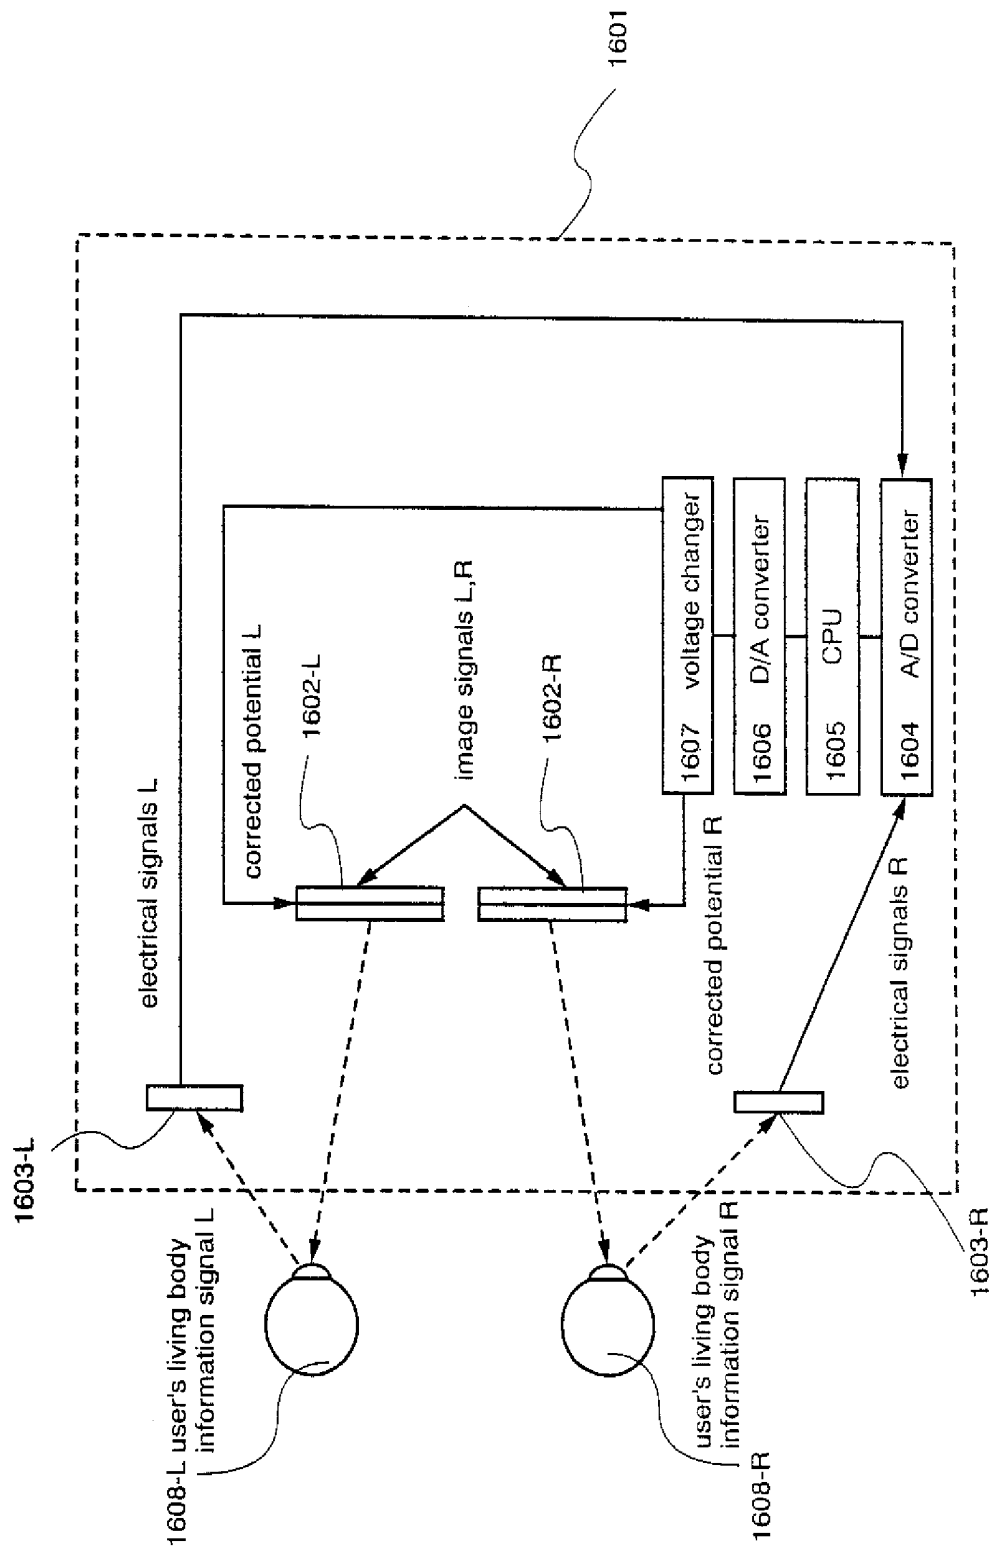 1601
electrical signals L
corrected potential L
1602-L
image signals L,R
1602-R
1607 voltage changer
1606 D/A converter
1605 CPU
1604 A/D converter
corrected potential R
electrical signals R
1603-L
1603-R
1608-L user's living body
information signal L
user's living body
information signal R
1608-R